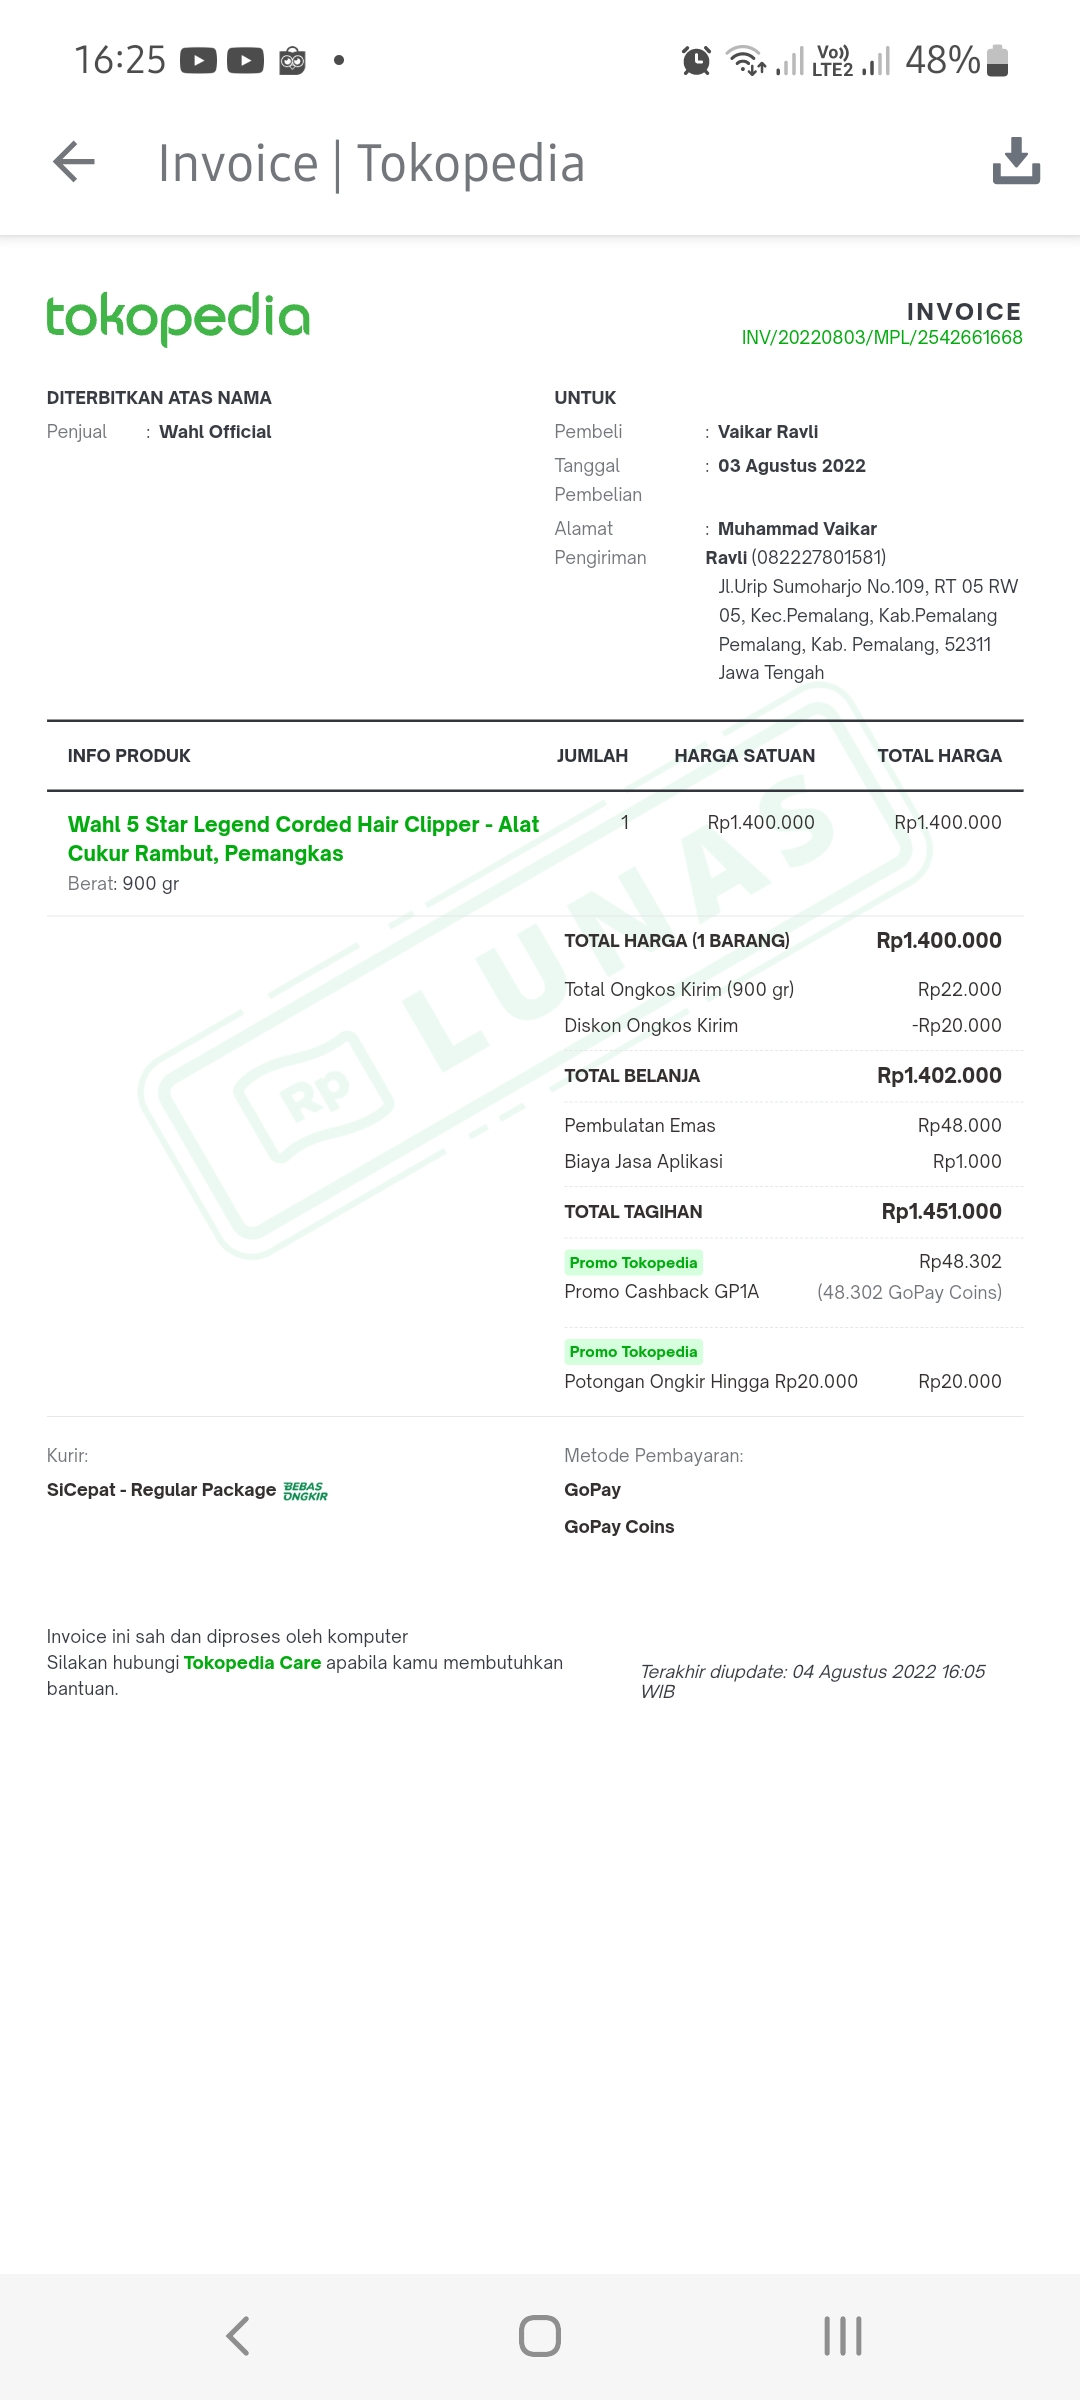 16:25
Vo)) LTE2
48%
Invoice | Tokopedia
tokopedia
INVOICE
INV/20220803/MPL/2542661668
DITERBITKAN ATAS NAMA
Penjual : Wahl Official
UNTUK
Pembeli : Vaikar Ravli
Tanggal : 03 Agustus 2022
Pembelian
Alamat : Muhammad Vaikar
Pengiriman Ravli (082227801581)
Jl.Urip Sumoharjo No.109, RT 05 RW
05, Kec.Pemalang, Kab.Pemalang
Pemalang, Kab. Pemalang, 52311
Jawa Tengah
INFO PRODUK JUMLAH HARGA SATUAN TOTAL HARGA
Wahl 5 Star Legend Corded Hair Clipper - Alat 1 Rp1.400.000 Rp1.400.000
Cukur Rambut, Pemangkas
Berat: 900 gr
Rp LUNAS
TOTAL HARGA (1 BARANG) Rp1.400.000
Total Ongkos Kirim (900 gr) Rp22.000
Diskon Ongkos Kirim -Rp20.000
TOTAL BELANJA Rp1.402.000
Pembulatan Emas Rp48.000
Biaya Jasa Aplikasi Rp1.000
TOTAL TAGIHAN Rp1.451.000
Promo Tokopedia Rp48.302
Promo Cashback GP1A (48.302 GoPay Coins)
Promo Tokopedia
Potongan Ongkir Hingga Rp20.000 Rp20.000
Kurir:
SiCepat - Regular Package BEBAS ONGKIR
Metode Pembayaran:
GoPay
GoPay Coins
Invoice ini sah dan diproses oleh komputer
Silakan hubungi Tokopedia Care apabila kamu membutuhkan
bantuan.
Terakhir diupdate: 04 Agustus 2022 16:05
WIB